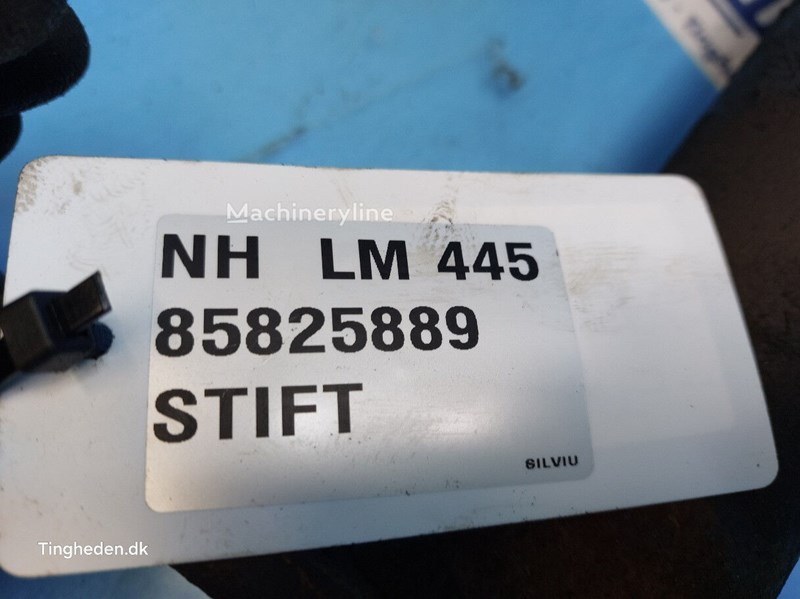 Machineryline
NH LM 445
85825889
STIFT
SILVIU
Tingheden.dk